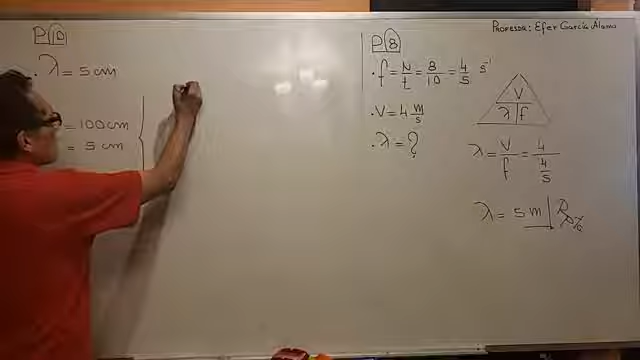 P 10
. λ = 5 cm
= 100 cm
= 5 cm
Profesor: Efer García Álamo
P 8
. f = N/t = 8/10 = 4/5 s⁻¹
. V = 4 m/s
. λ = ?
V
λ f
λ = V/f = 4/(4/5)
λ = 5 m